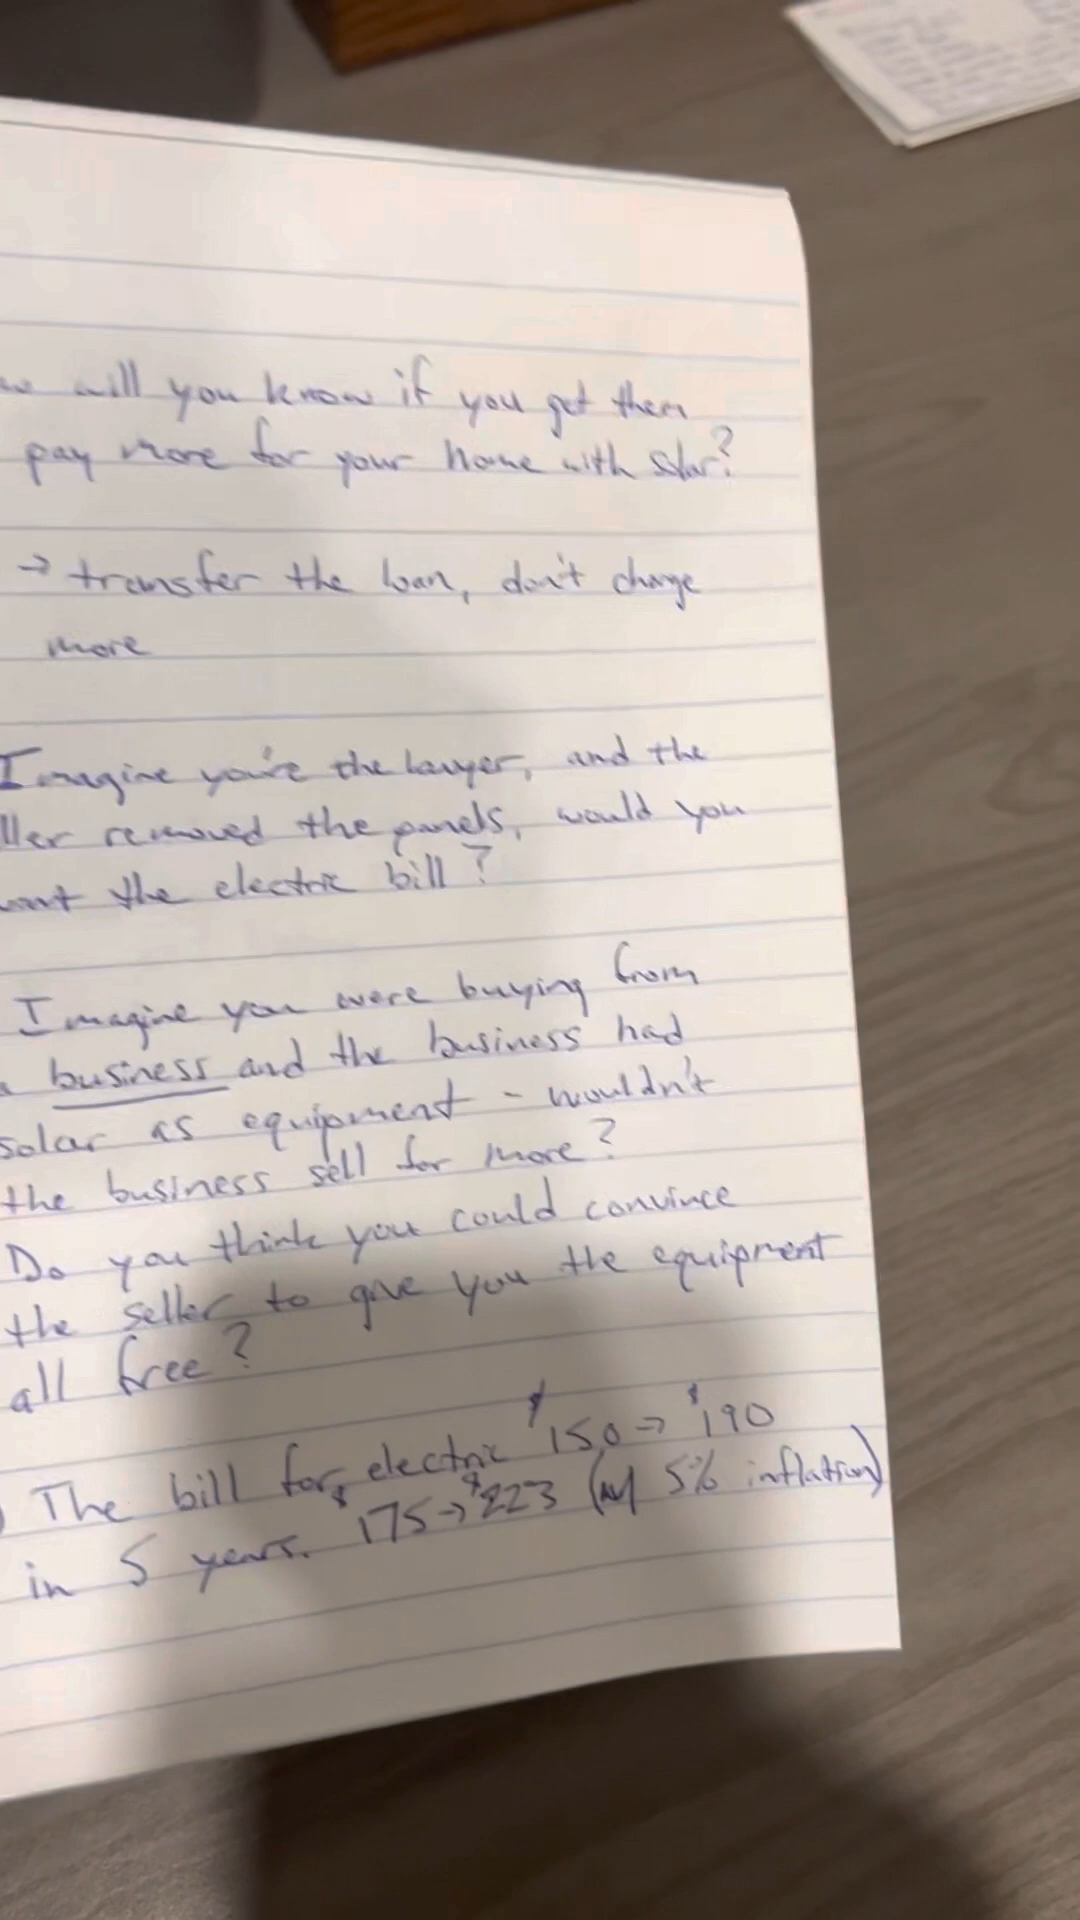 will you know if you get them
pay more for your home with solar?
→ transfer the loan, don't charge
more
Imagine you're the lawyer, and the
ller removed the panels, would you
want the electric bill?
Imagine you were buying from
a business and the business had
solar as equipment - wouldn't
the business sell for more?
Do you think you could convince
the seller to give you the equipment
all free?
The bill for electric $150 → $190
$175 → $223 (w/ 5% inflation)
in 5 years.